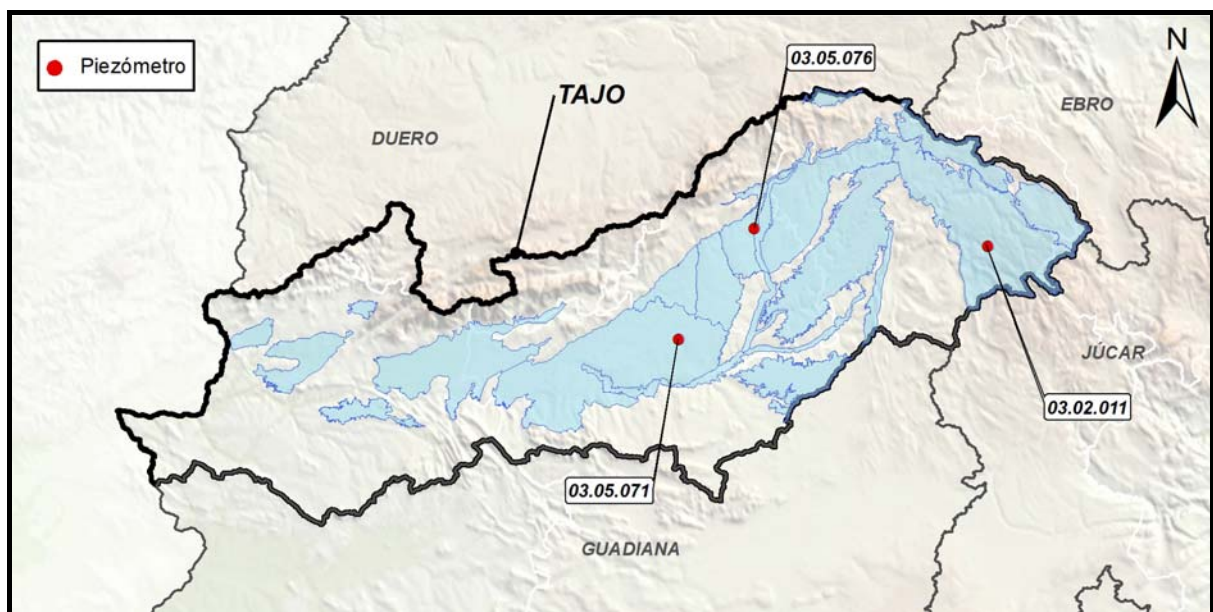 Piezómetro
03.05.076
N
TAJO
EBRO
DUERO
JÚCAR
03.02.011
03.05.071
GUADIANA